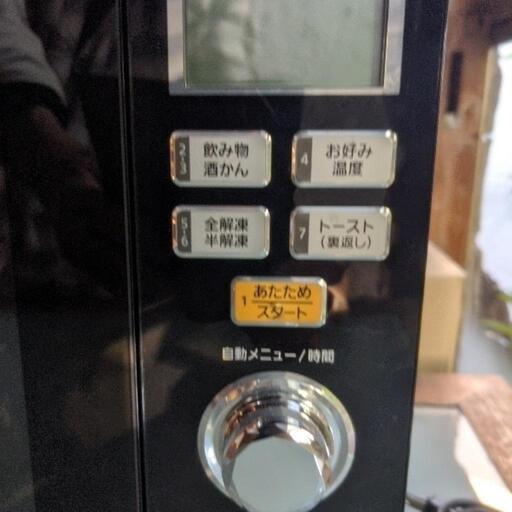 2・3 飲み物
酒かん
4 お好み
温度
5・6 全解凍
半解凍
7 トースト
(裏返し)
1 あたため
スタート
自動メニュー/時間